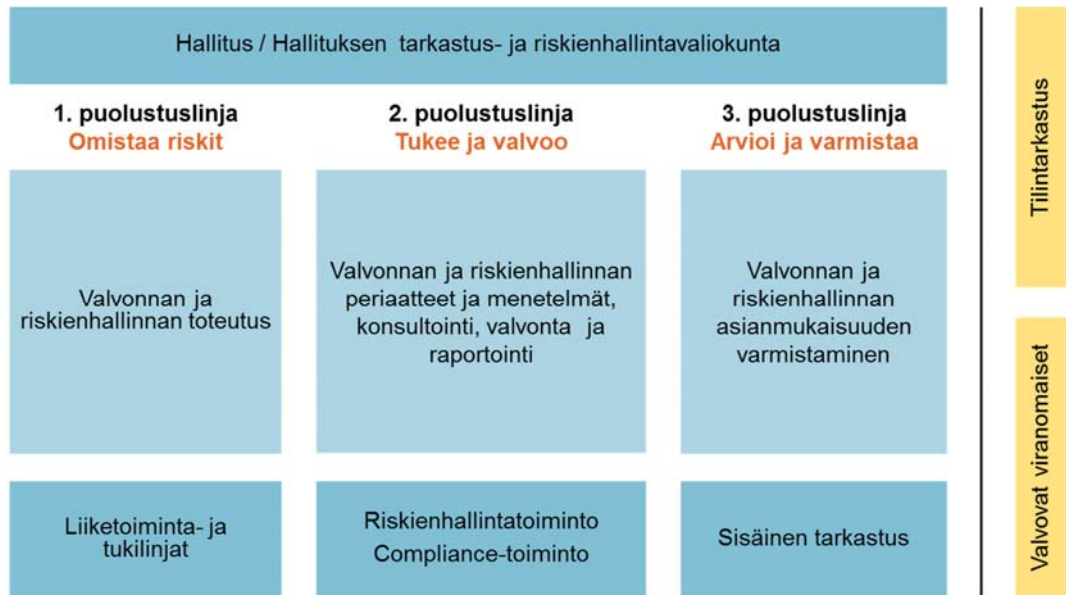 Hallitus / Hallituksen tarkastus- ja riskienhallintavaliokunta
1. puolustuslinja
Omistaa riskit
Valvonnan ja
riskienhallinnan toteutus
Liiketoiminta- ja
tukilinjat
2. puolustuslinja
Tukee ja valvoo
Valvonnan ja riskienhallinnan
periaatteet ja menetelmät,
konsultointi, valvonta ja
raportointi
Riskienhallintatoiminto
Compliance-toiminto
3. puolustuslinja
Arvioi ja varmistaa
Valvonnan ja
riskienhallinnan
asianmukaisuuden
varmistaminen
Sisäinen tarkastus
Tilintarkastus
Valvovat viranomaiset